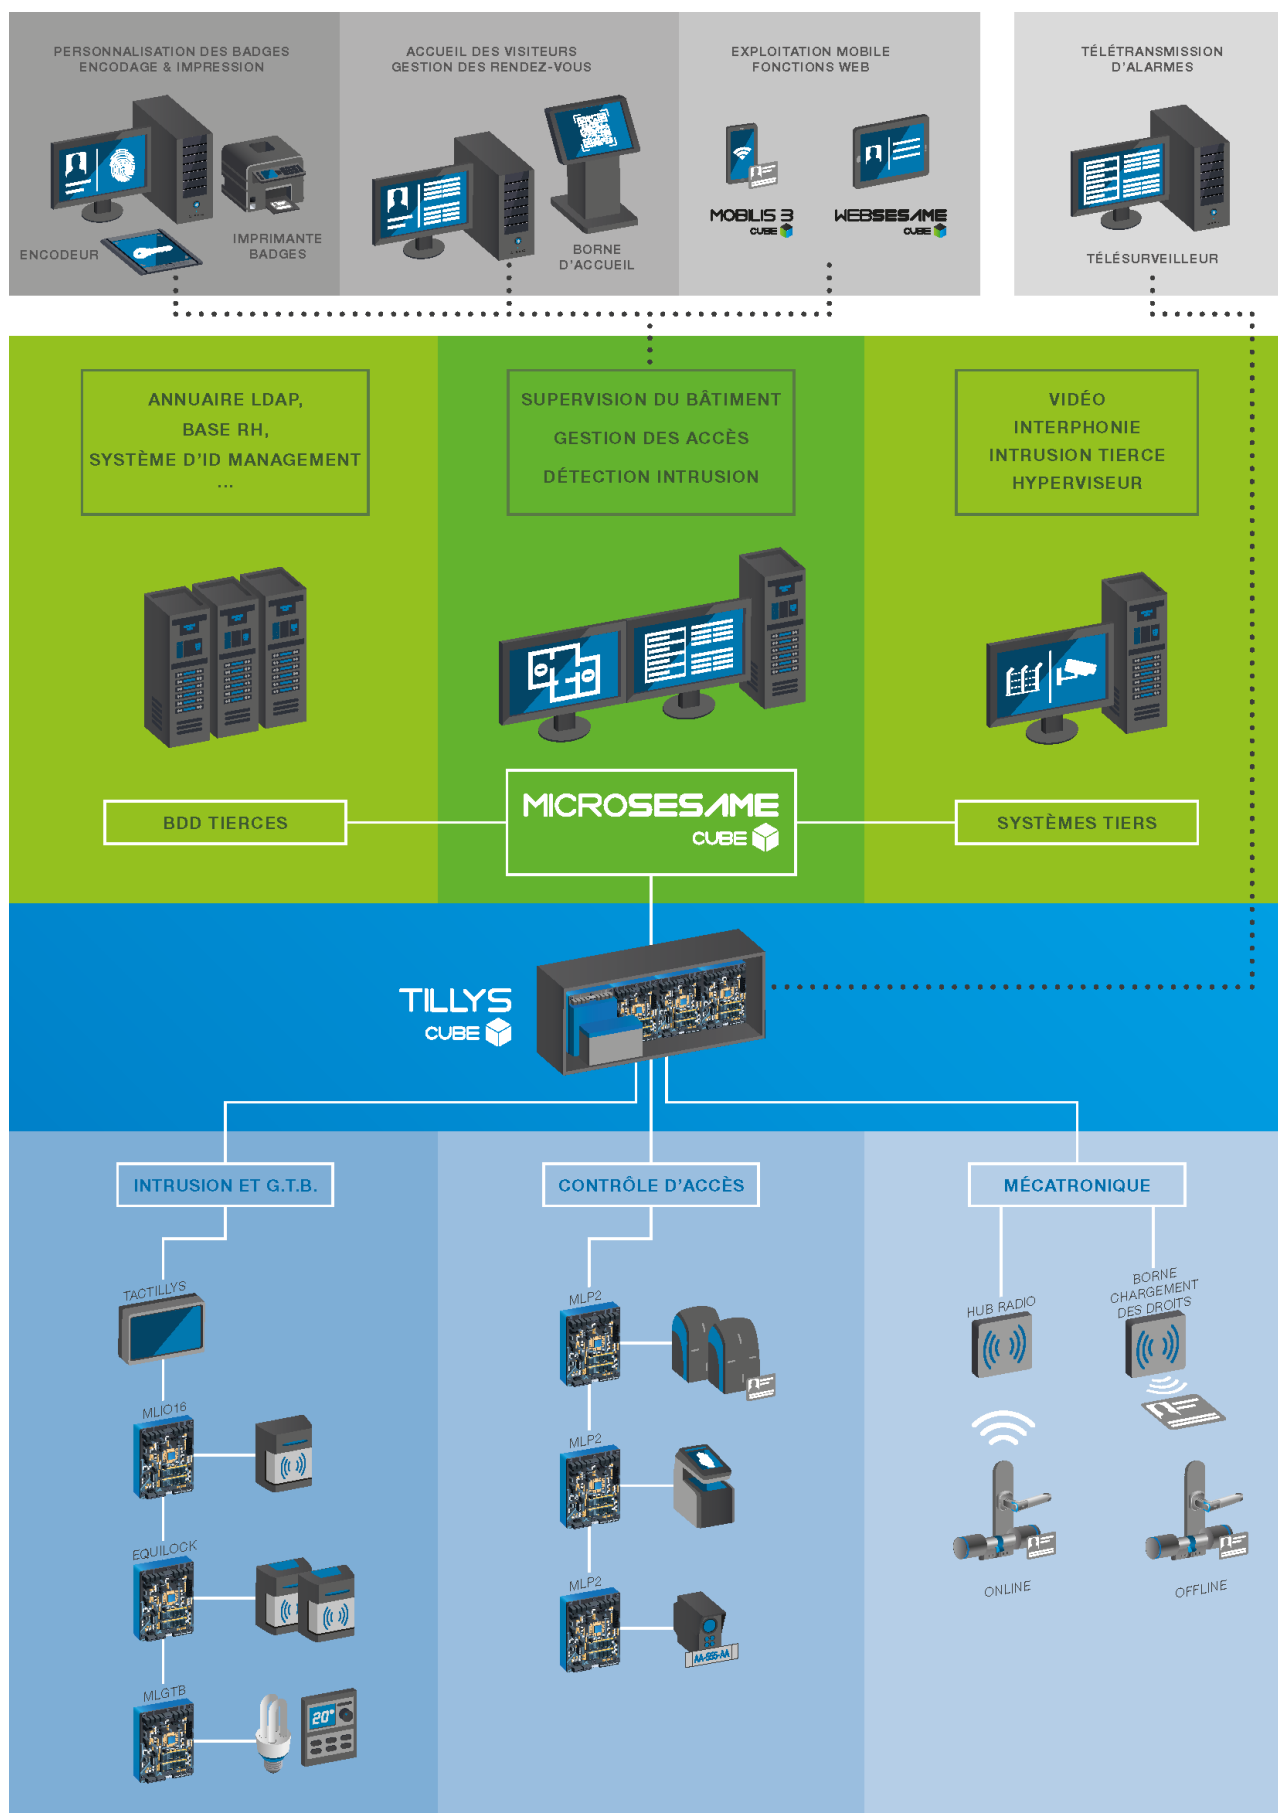 PERSONNALISATION DES BADGES
ENCODAGE & IMPRESSION
ENCODEUR
IMPRIMANTE
BADGES
ACCUEIL DES VISITEURS
GESTION DES RENDEZ-VOUS
BORNE
D'ACCUEIL
EXPLOITATION MOBILE
FONCTIONS WEB
MOBILIS 3
CUBE
WEBSESAME
CUBE
TÉLÉTRANSMISSION
D'ALARMES
TÉLÉSURVEILLEUR
ANNUAIRE LDAP,
BASE RH,
SYSTÈME D'ID MANAGEMENT
...
SUPERVISION DU BÂTIMENT
GESTION DES ACCÈS
DÉTECTION INTRUSION
VIDÉO
INTERPHONIE
INTRUSION TIERCE
HYPERVISEUR
BDD TIERCES
MICROSESAME
CUBE
SYSTÈMES TIERS
TILLYS
CUBE
INTRUSION ET G.T.B.
CONTRÔLE D'ACCÈS
MÉCATRONIQUE
TACTILLYS
MLIO16
EQUILOCK
MLGTB
20°
MLP2
MLP2
MLP2
AA-555-AA
HUB RADIO
BORNE
CHARGEMENT
DES DROITS
ONLINE
OFFLINE